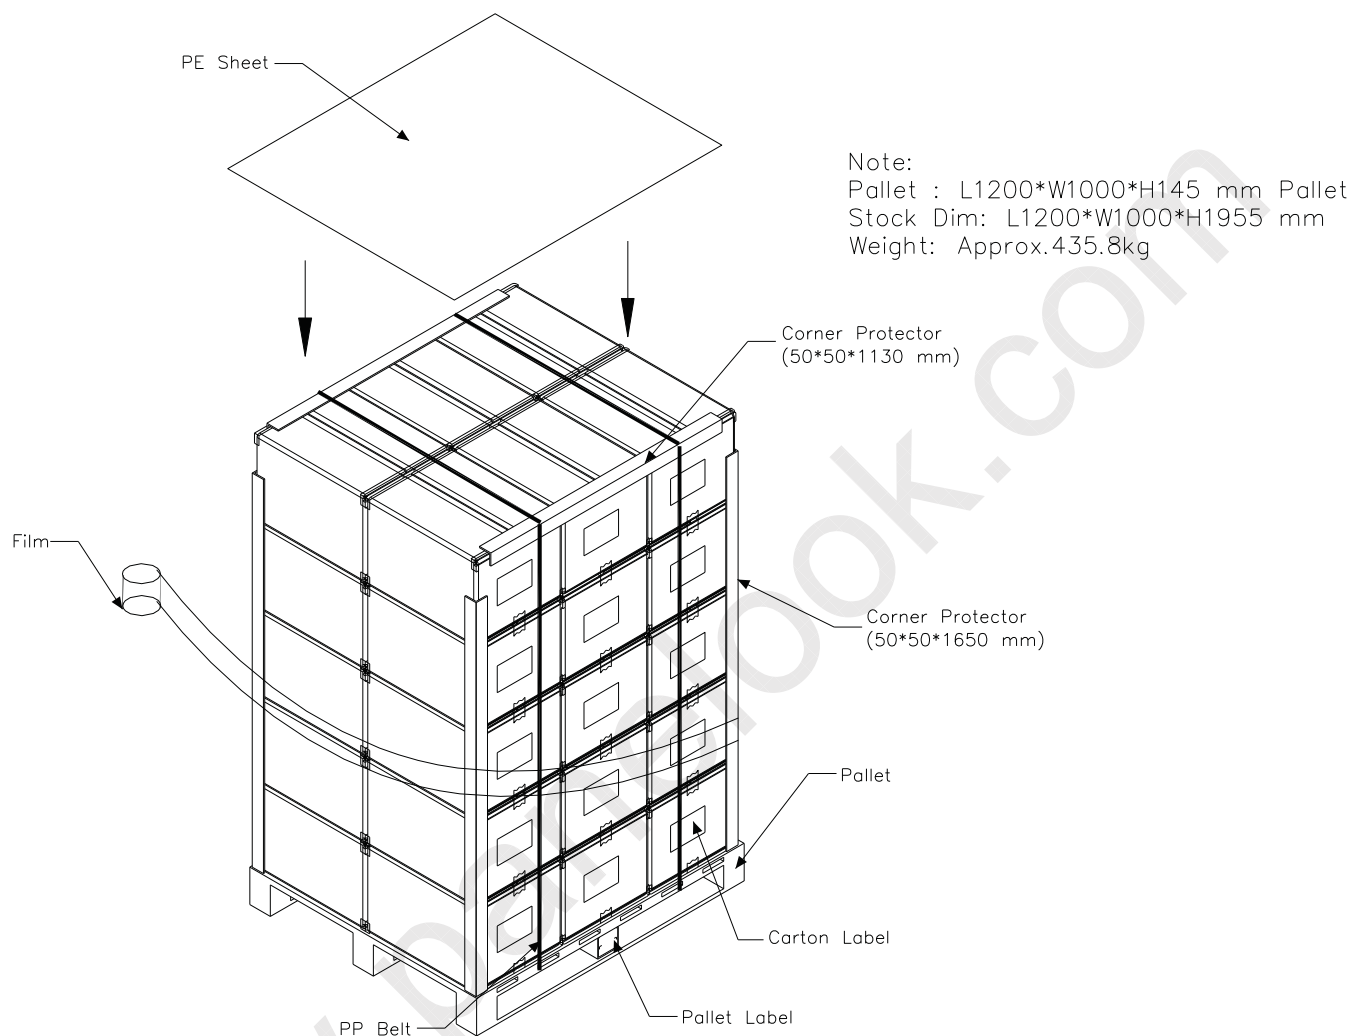 PE Sheet
Note:
Pallet : L1200*W1000*H145 mm Pallet
Stock Dim: L1200*W1000*H1955 mm
Weight: Approx.435.8kg
Corner Protector
(50*50*1130 mm)
Film
Corner Protector
(50*50*1650 mm)
Pallet
Carton Label
Pallet Label
PP Belt
panelook.com